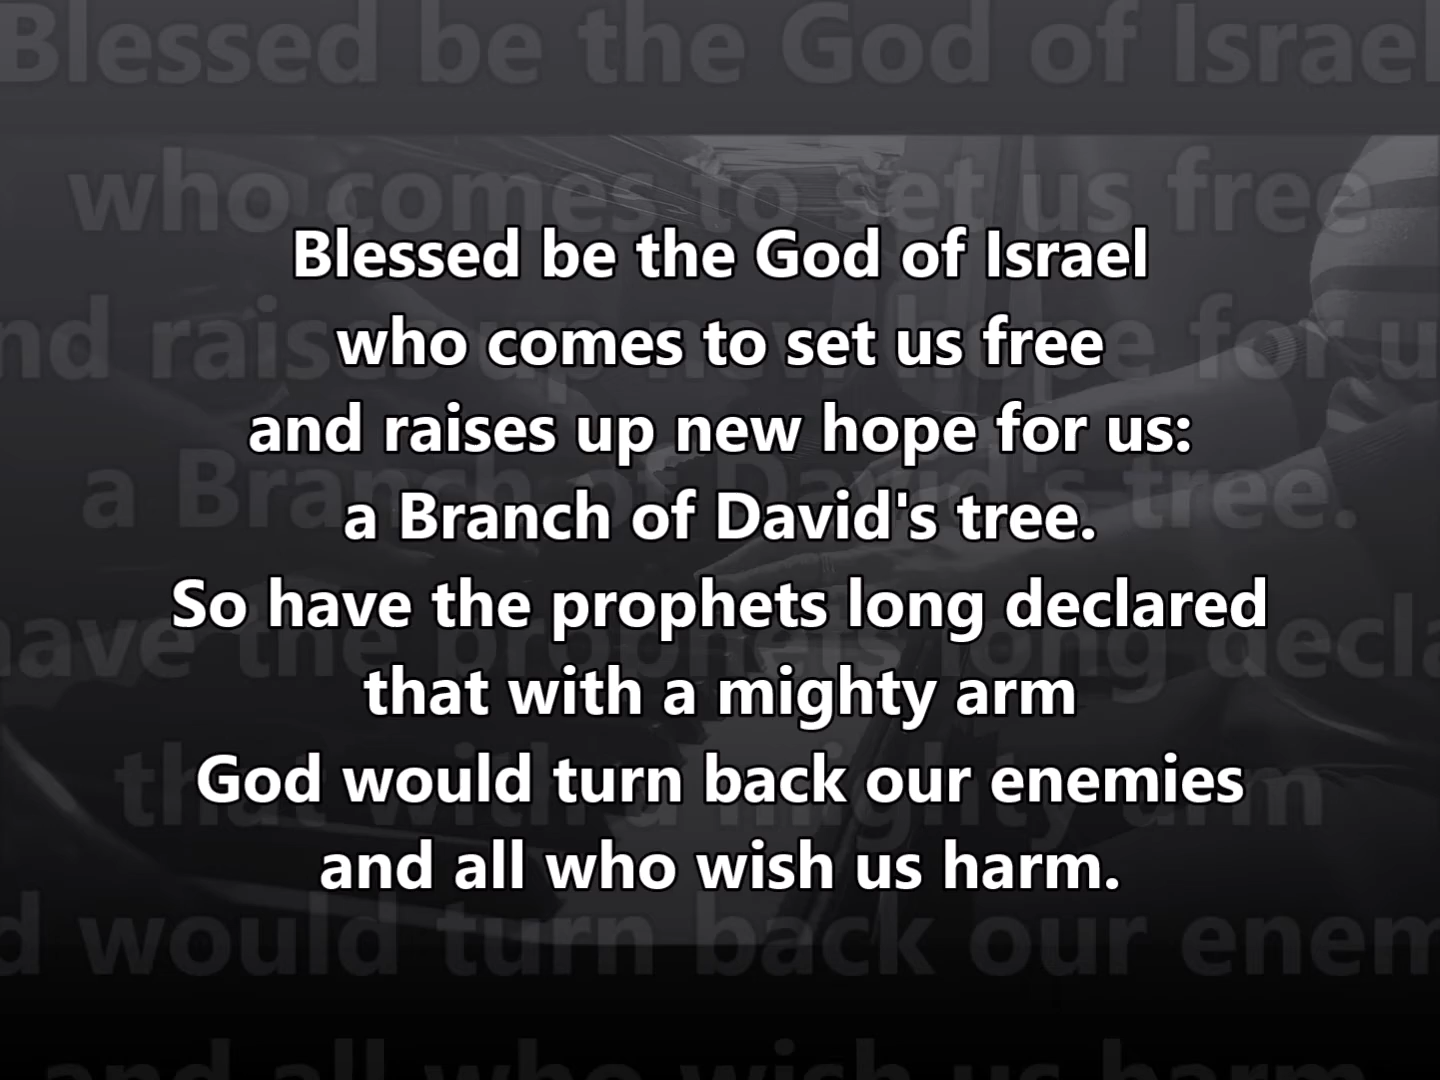 Blessed be the God of Israel
who comes to set us free
and raises up new hope for us:
a Branch of David's tree.
So have the prophets long declared
that with a mighty arm
God would turn back our enemies
and all who wish us harm.